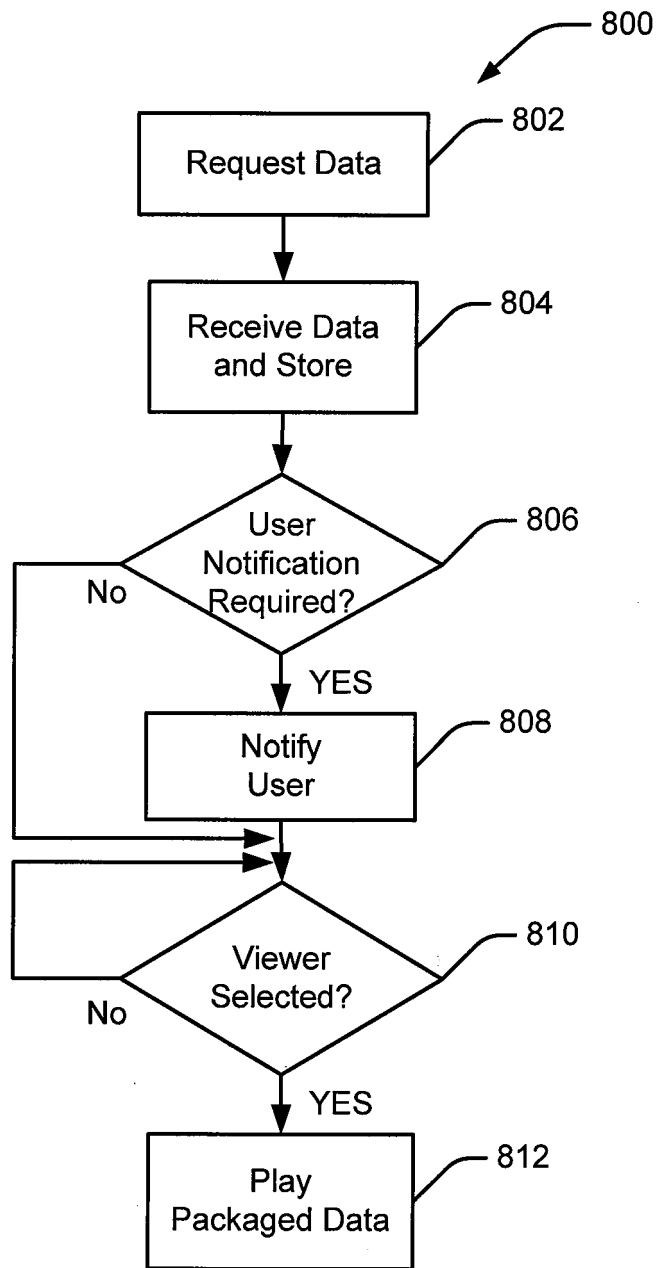 800
802
Request Data
804
Receive Data
and Store
806
User
Notification
Required?
No
YES
808
Notify
User
810
Viewer
Selected?
No
YES
812
Play
Packaged Data